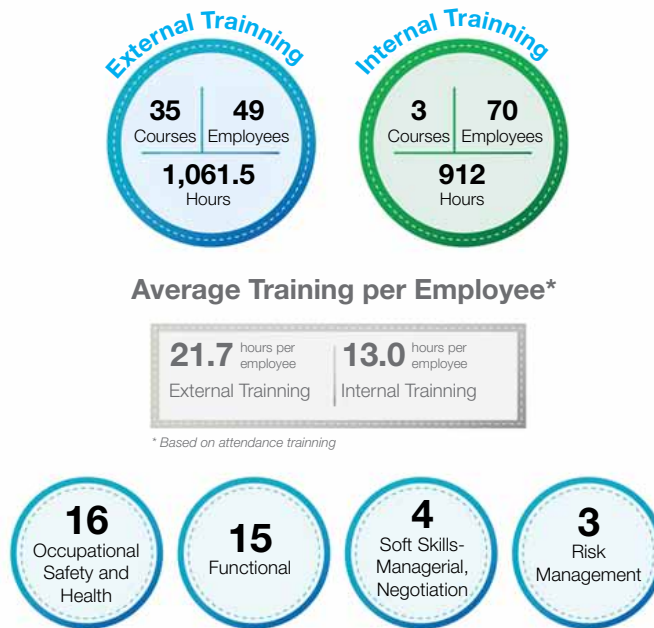 External Trainning
35
Courses
49
Employees
1,061.5
Hours
Internal Trainning
3
Courses
70
Employees
912
Hours
Average Training per Employee*
21.7 hours per
employee
External Trainning
13.0 hours per
employee
Internal Trainning
* Based on attendance trainning
16
Occupational
Safety and
Health
15
Functional
4
Soft Skills-
Managerial,
Negotiation
3
Risk
Management